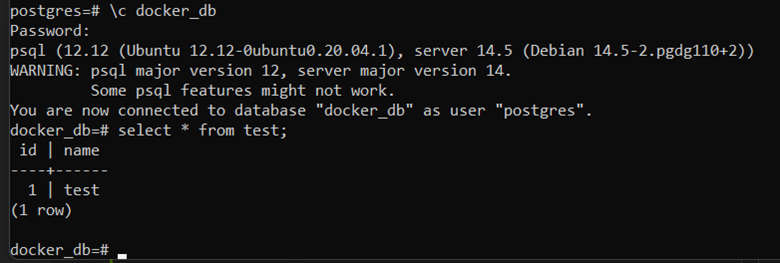 postgres=# \c docker_db
Password:
psql (12.12 (Ubuntu 12.12-0ubuntu0.20.04.1), server 14.5 (Debian 14.5-2.pgdg110+2))
WARNING: psql major version 12, server major version 14.
         Some psql features might not work.
You are now connected to database "docker_db" as user "postgres".
docker_db=# select * from test;
 id | name
----+------
  1 | test
(1 row)

docker_db=#